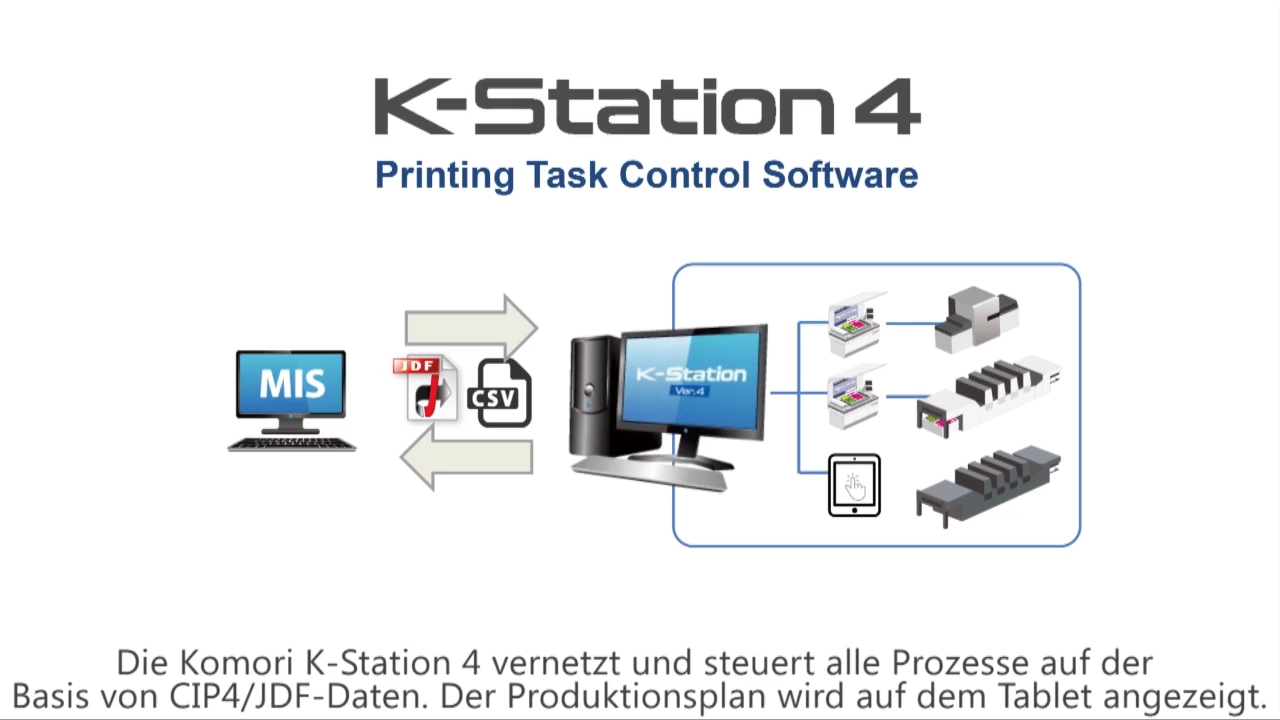 K-Station 4
Printing Task Control Software
MIS
JDF
CSV
K-Station
Ver.4
Die Komori K-Station 4 vernetzt und steuert alle Prozesse auf der
Basis von CIP4/JDF-Daten. Der Produktionsplan wird auf dem Tablet angezeigt.